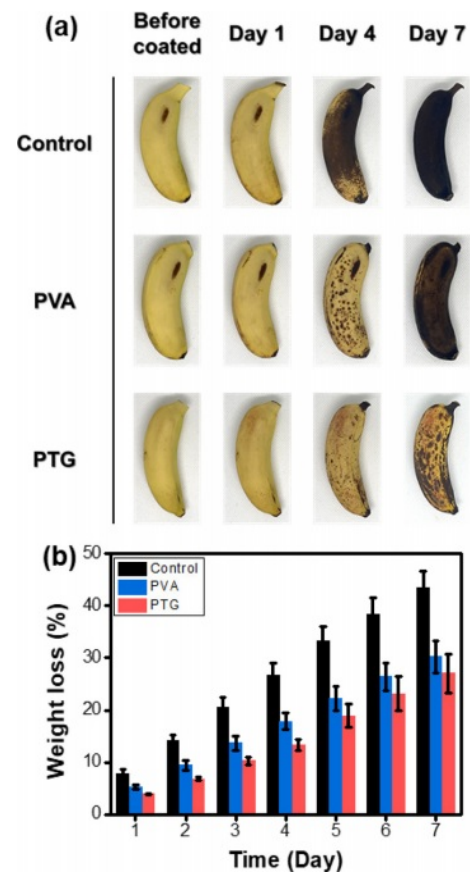 (a)
Before
coated
Day 1
Day 4
Day 7
Control
PVA
PTG
(b)
50
40
30
20
10
0
Weight loss (%)
Control
PVA
PTG
1 2 3 4 5 6 7
Time (Day)